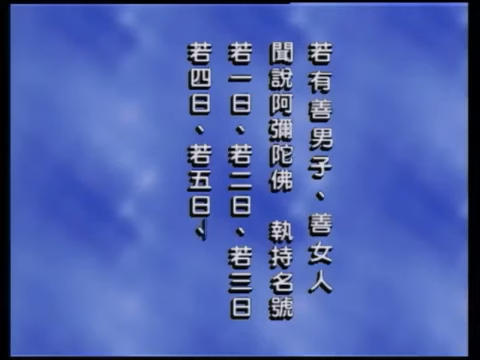 若有善男子、善女人
聞說阿彌陀佛 執持名號
若一日、若二日、若三日
若四日、若五日、